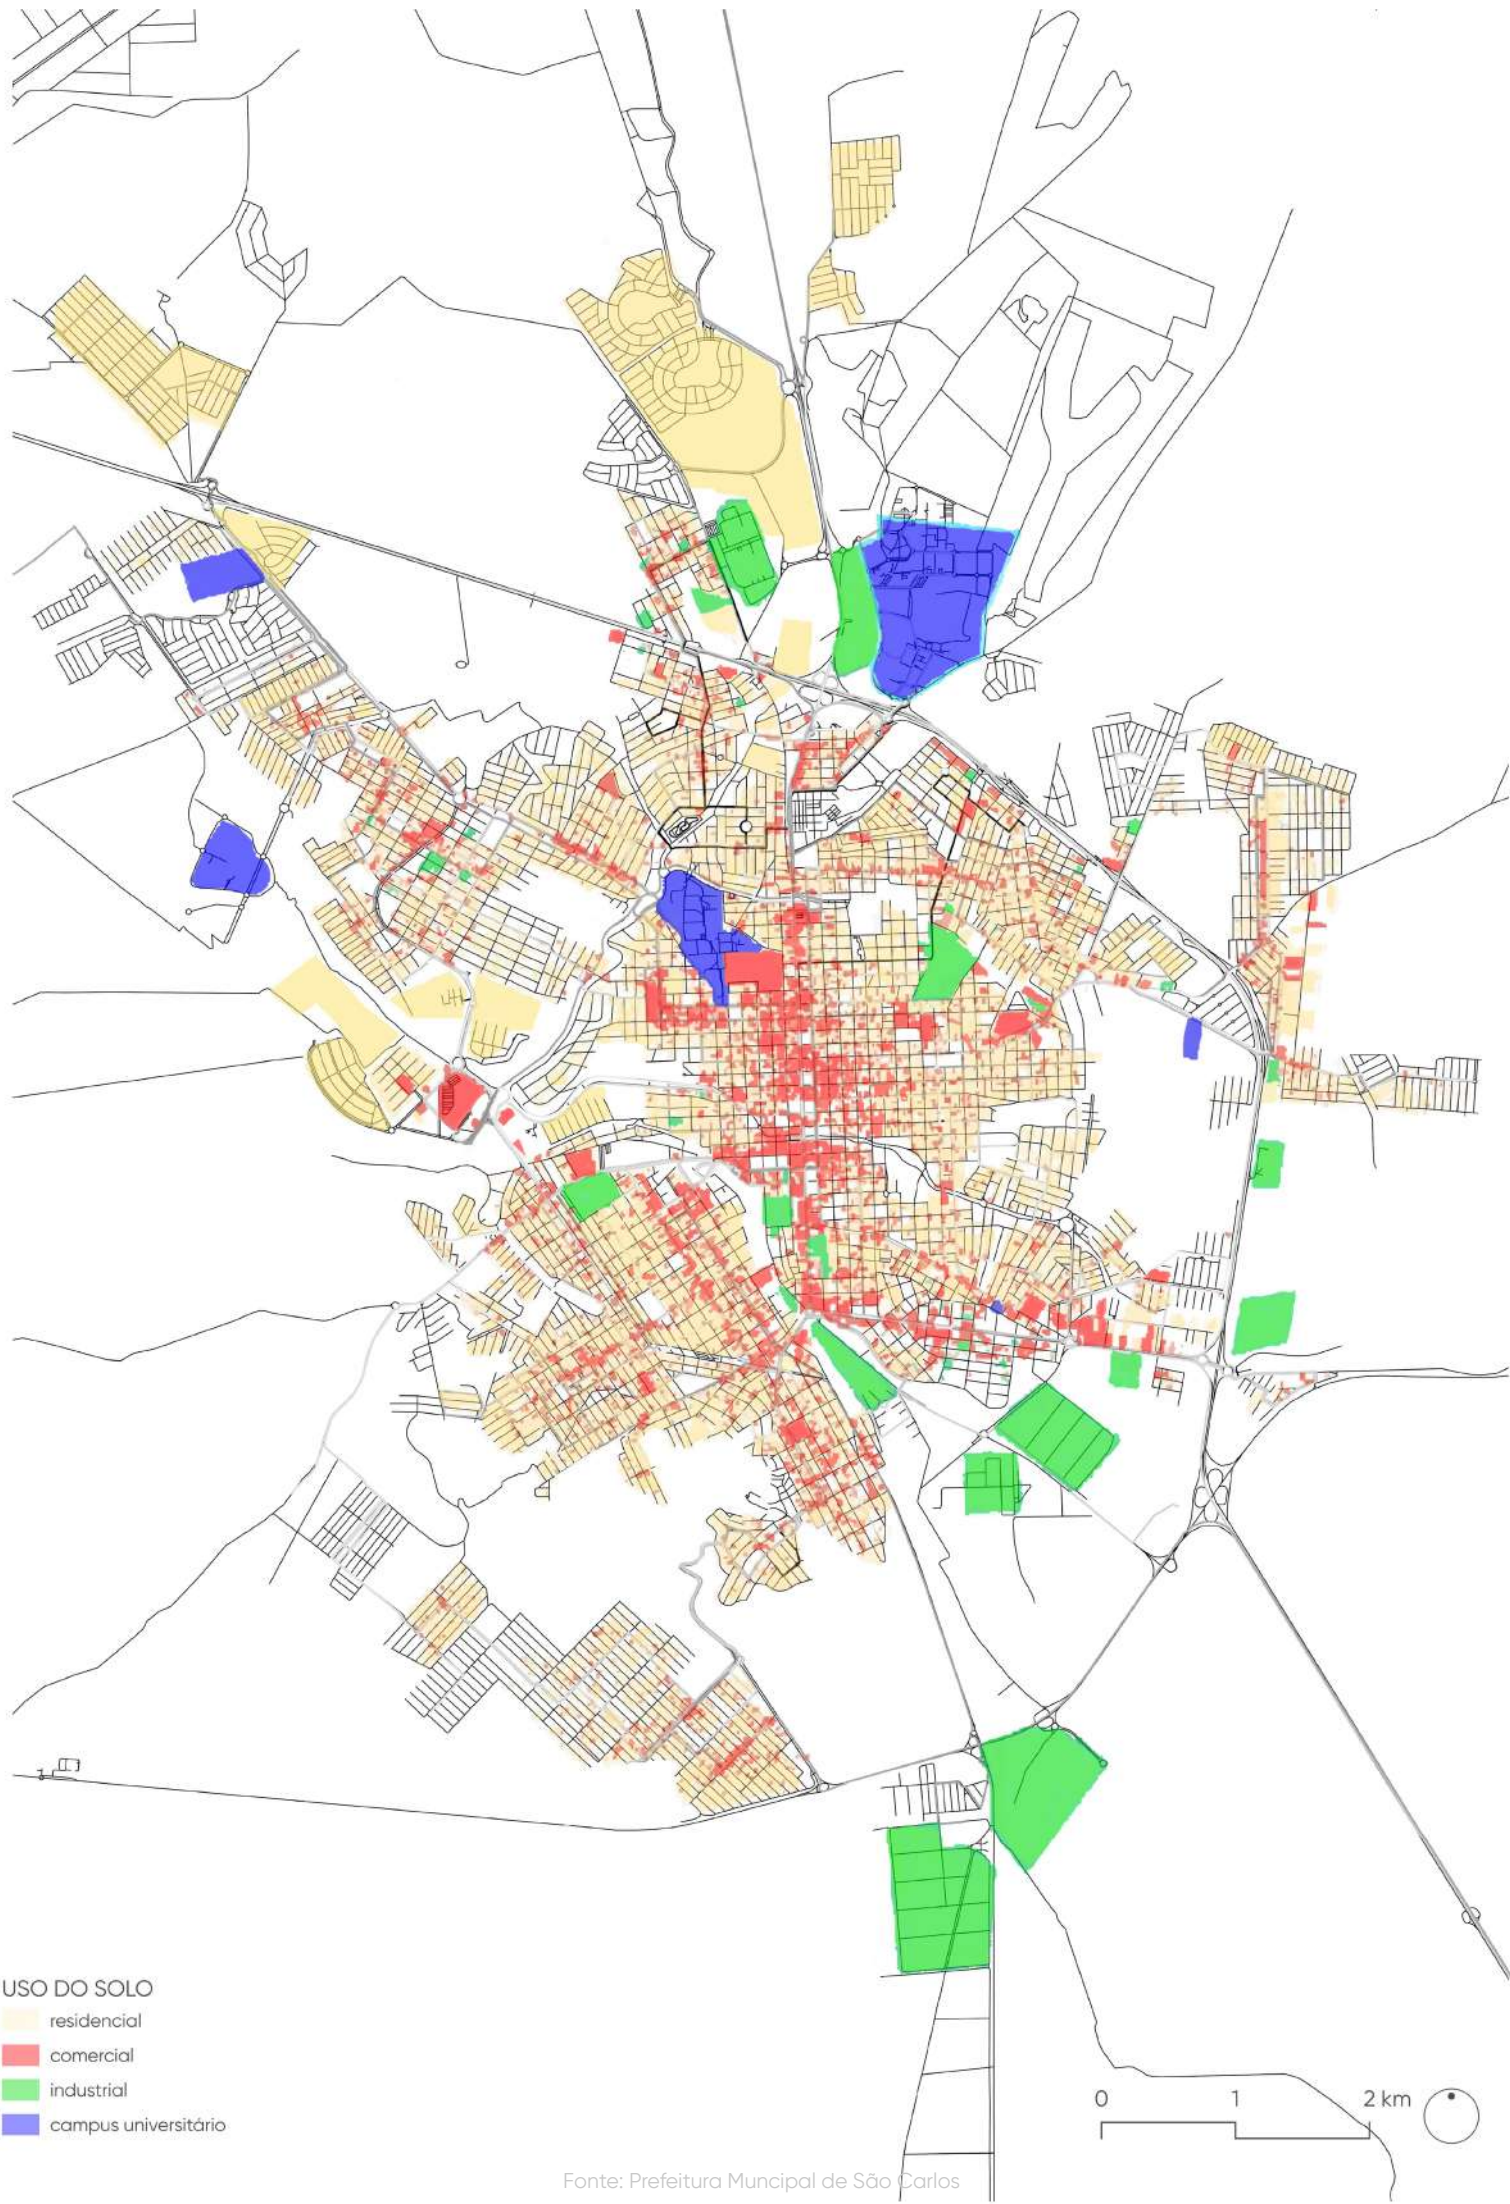 USO DO SOLO
residencial
comercial
industrial
campus universitário
0 1 2 km
Fonte: Prefeitura Muncipal de São Carlos